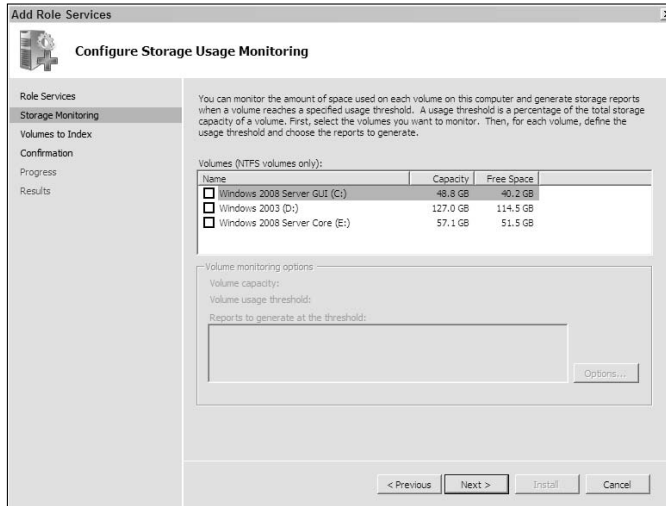 Add Role Services
Configure Storage Usage Monitoring
Role Services
Storage Monitoring
Volumes to Index
Confirmation
Progress
Results
You can monitor the amount of space used on each volume on this computer and generate storage reports
when a volume reaches a specified usage threshold. A usage threshold is a percentage of the total storage
capacity of a volume. First, select the volumes you want to monitor. Then, for each volume, define the
usage threshold and choose the reports to generate.
Volumes (NTFS volumes only):
Name Capacity Free Space
Windows 2008 Server GUI (C:) 48.8 GB 40.2 GB
Windows 2003 (D:) 127.0 GB 114.5 GB
Windows 2008 Server Core (E:) 57.1 GB 51.5 GB
Volume monitoring options
Volume capacity:
Volume usage threshold:
Reports to generate at the threshold:
Options...
< Previous Next > Install Cancel